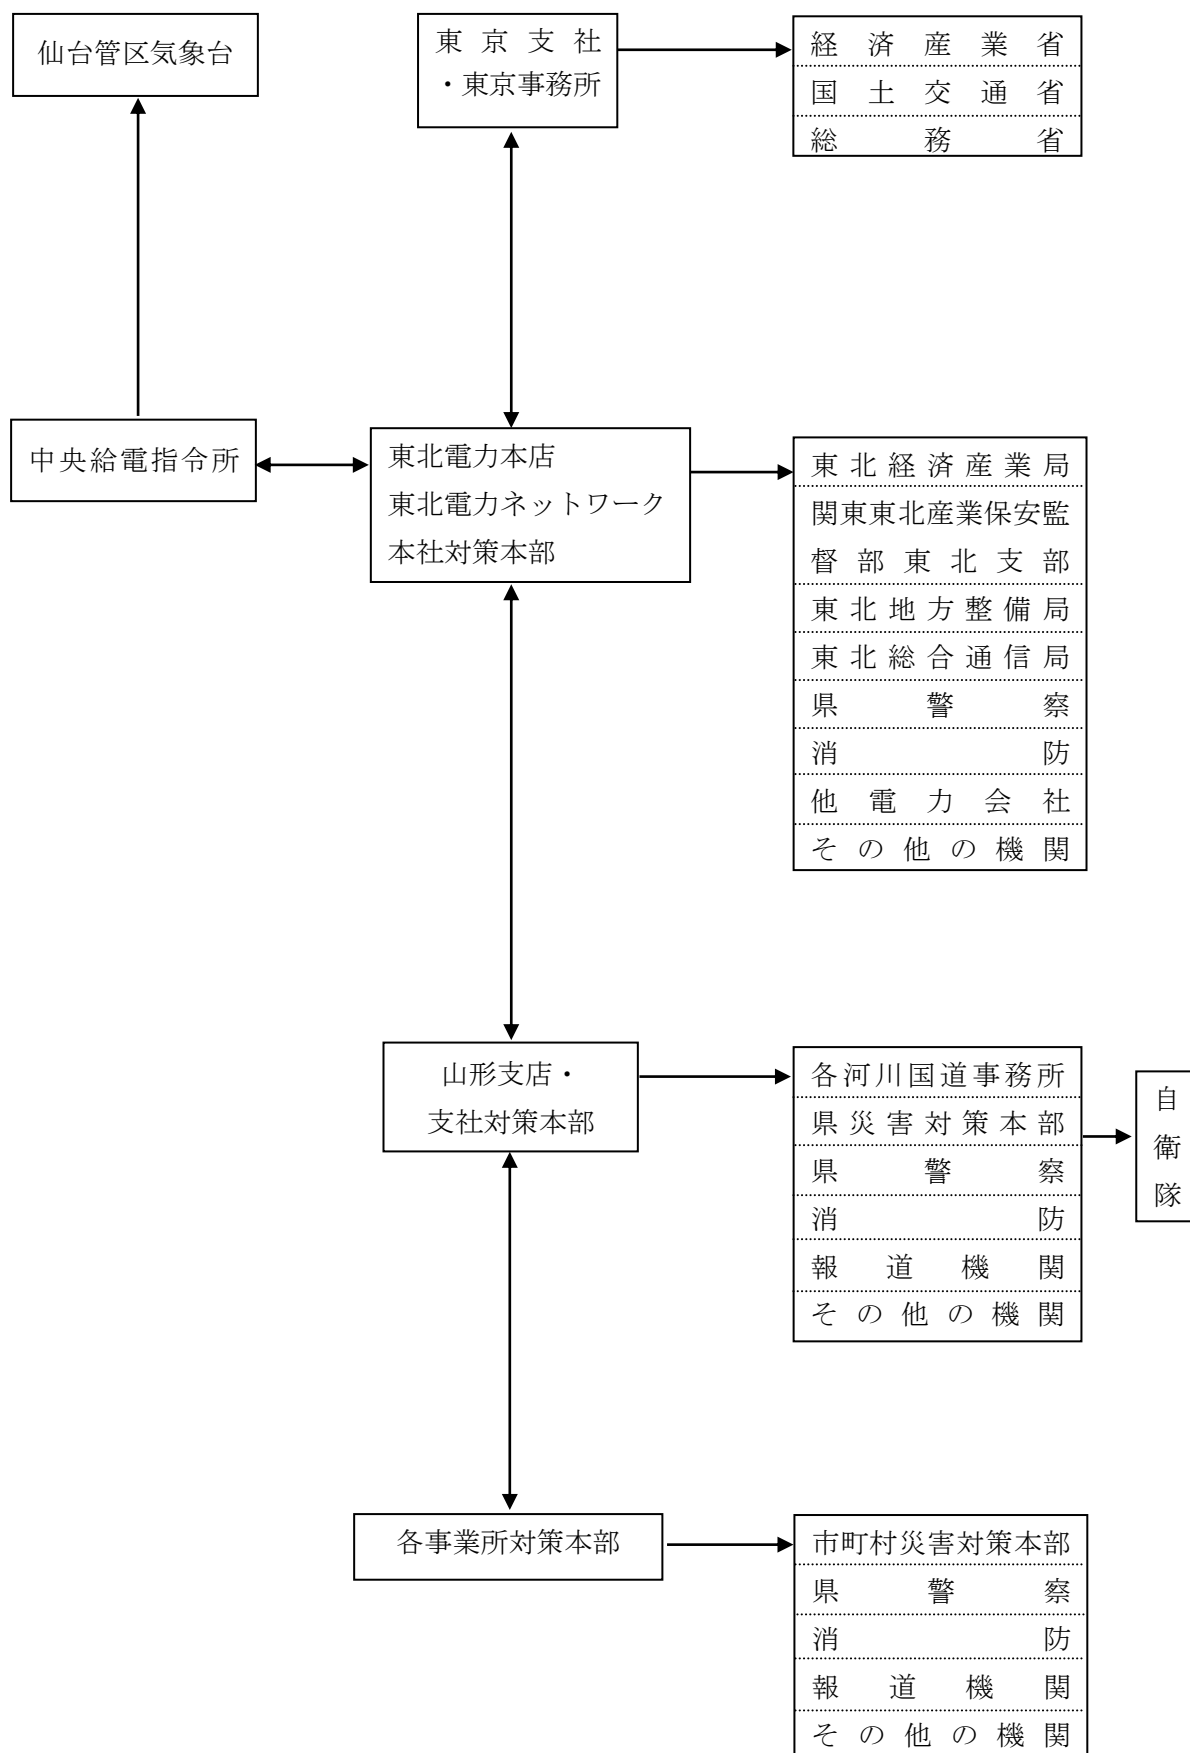 仙台管区気象台
東京支社
・東京事務所
経済産業省
国土交通省
総務省
中央給電指令所
東北電力本店
東北電力ネットワーク
本社対策本部
東北経済産業局
関東東北産業保安監
督部東北支部
東北地方整備局
東北総合通信局
県警察
消防
他電力会社
その他の機関
山形支店・
支社対策本部
各河川国道事務所
県災害対策本部
県警察
消防
報道機関
その他の機関
自
衛
隊
各事業所対策本部
市町村災害対策本部
県警察
消防
報道機関
その他の機関